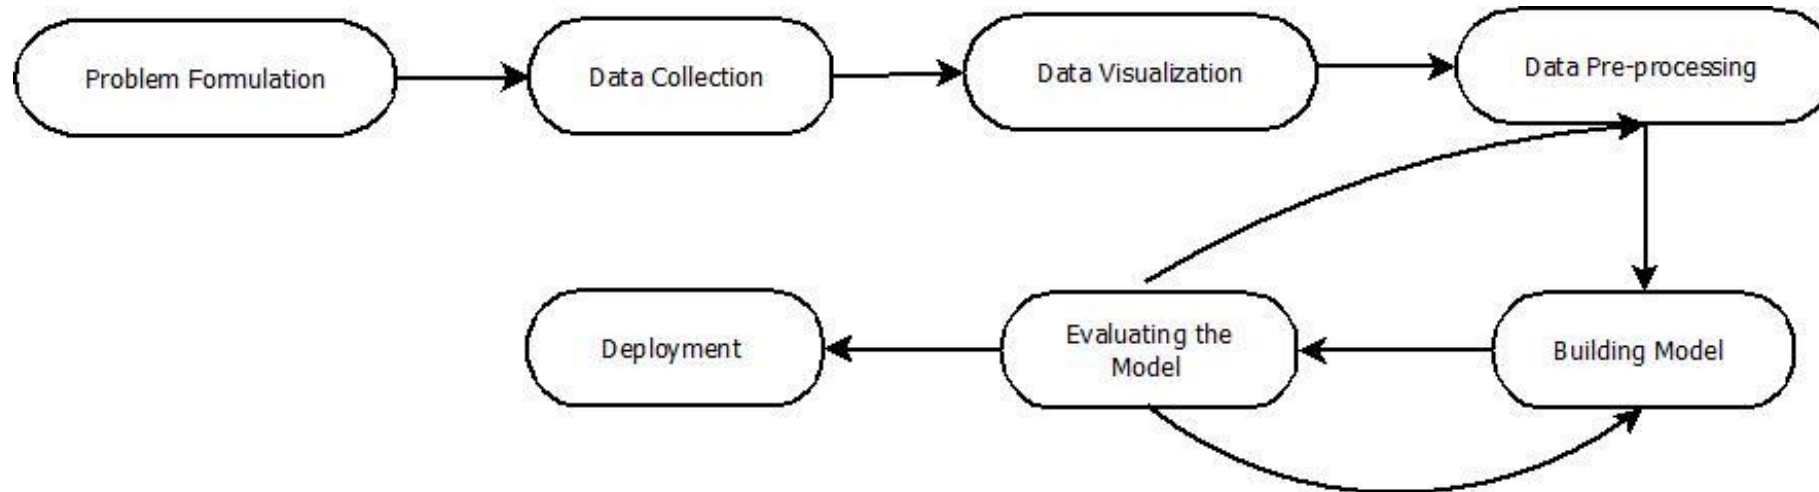 Problem Formulation
Data Collection
Data Visualization
Data Pre-processing
Deployment
Evaluating the
Model
Building Model